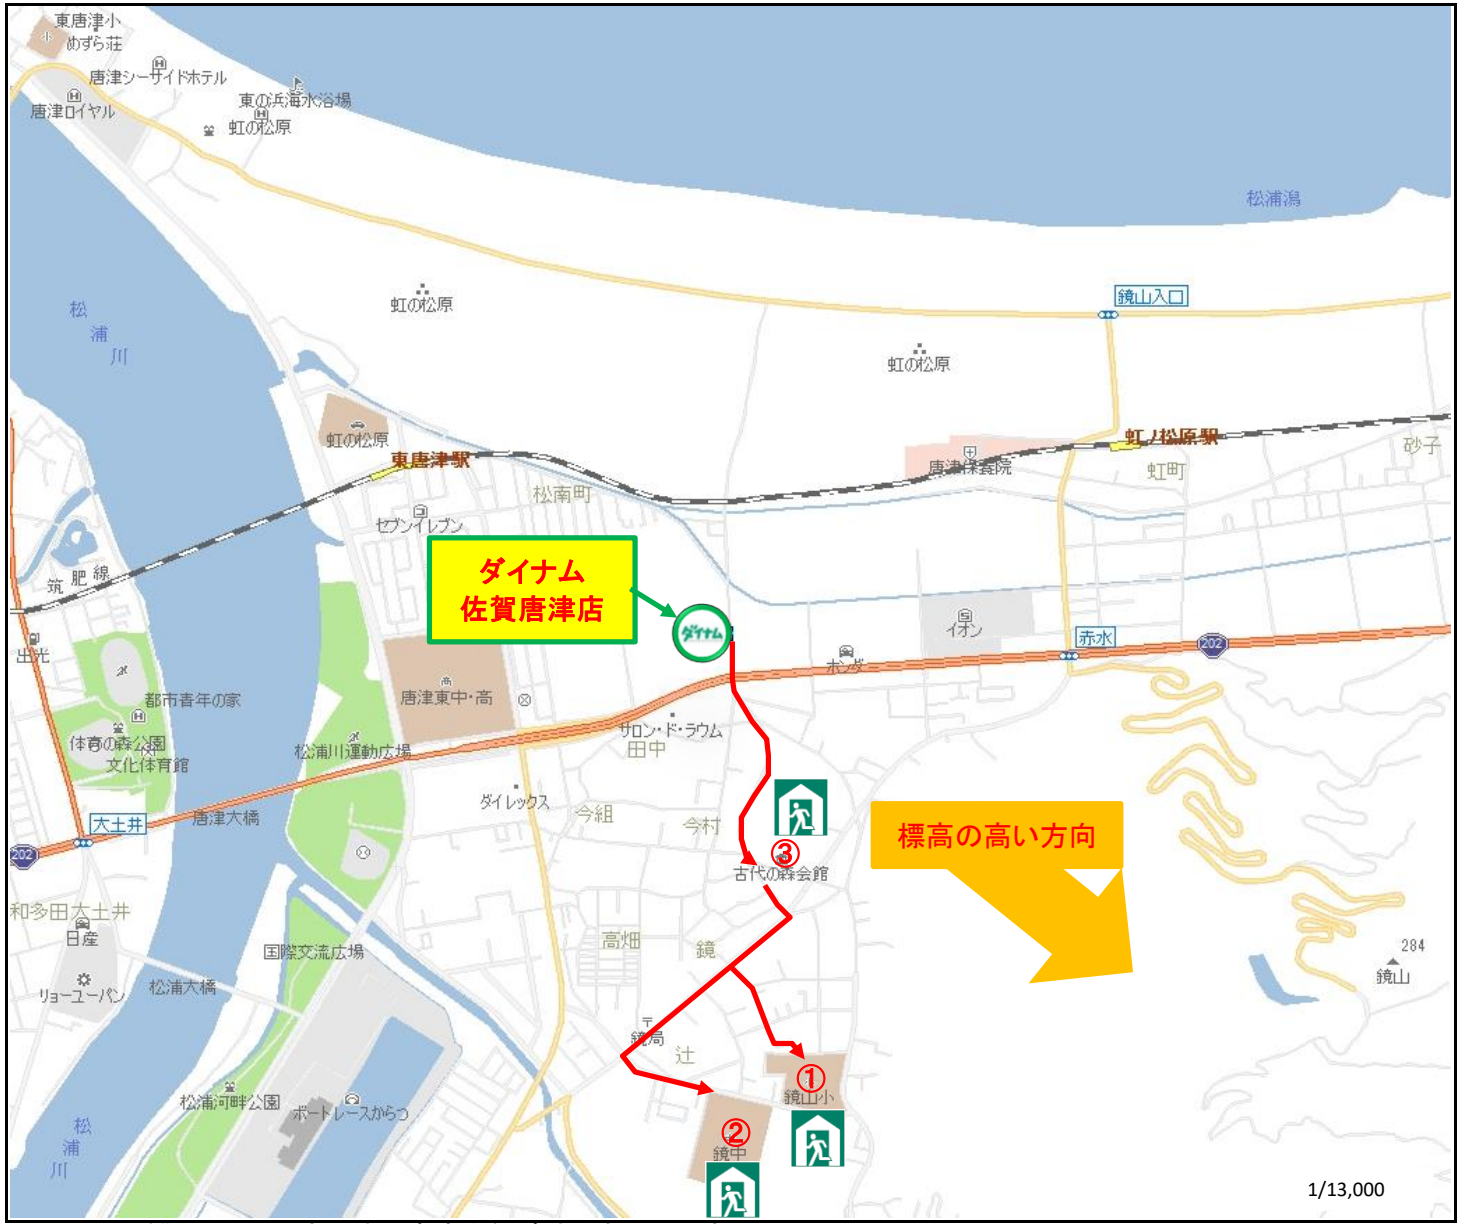 東唐津小
めずら荘
唐津シーサイドホテル
唐津ロイヤル
東の浜海水浴場
虹の松原
松浦潟
松浦川
虹の松原
鏡山入口
虹の松原
虹の松原
東唐津駅
虹ノ松原駅
砂子
唐津保養院
虹町
松南町
セブンイレブン
ダイナム
佐賀唐津店
筑肥線
ダイナム
イオン
赤水
202
出光
ホンダ
都市青年の家
唐津東中・高
体育の森公園
文化体育館
松浦川運動広場
サロン・ド・ラウム
田中
ダイレックス
今組
今村
大土井
唐津大橋
標高の高い方向
202
③
古代の森会館
和多田大土井
日産
国際交流広場
高畑
鏡
284
鏡山
リョーユーパン
松浦大橋
鏡局
辻
①
鏡山小
松浦河畔公園
ボートレースからつ
②
鏡中
松浦川
1/13,000